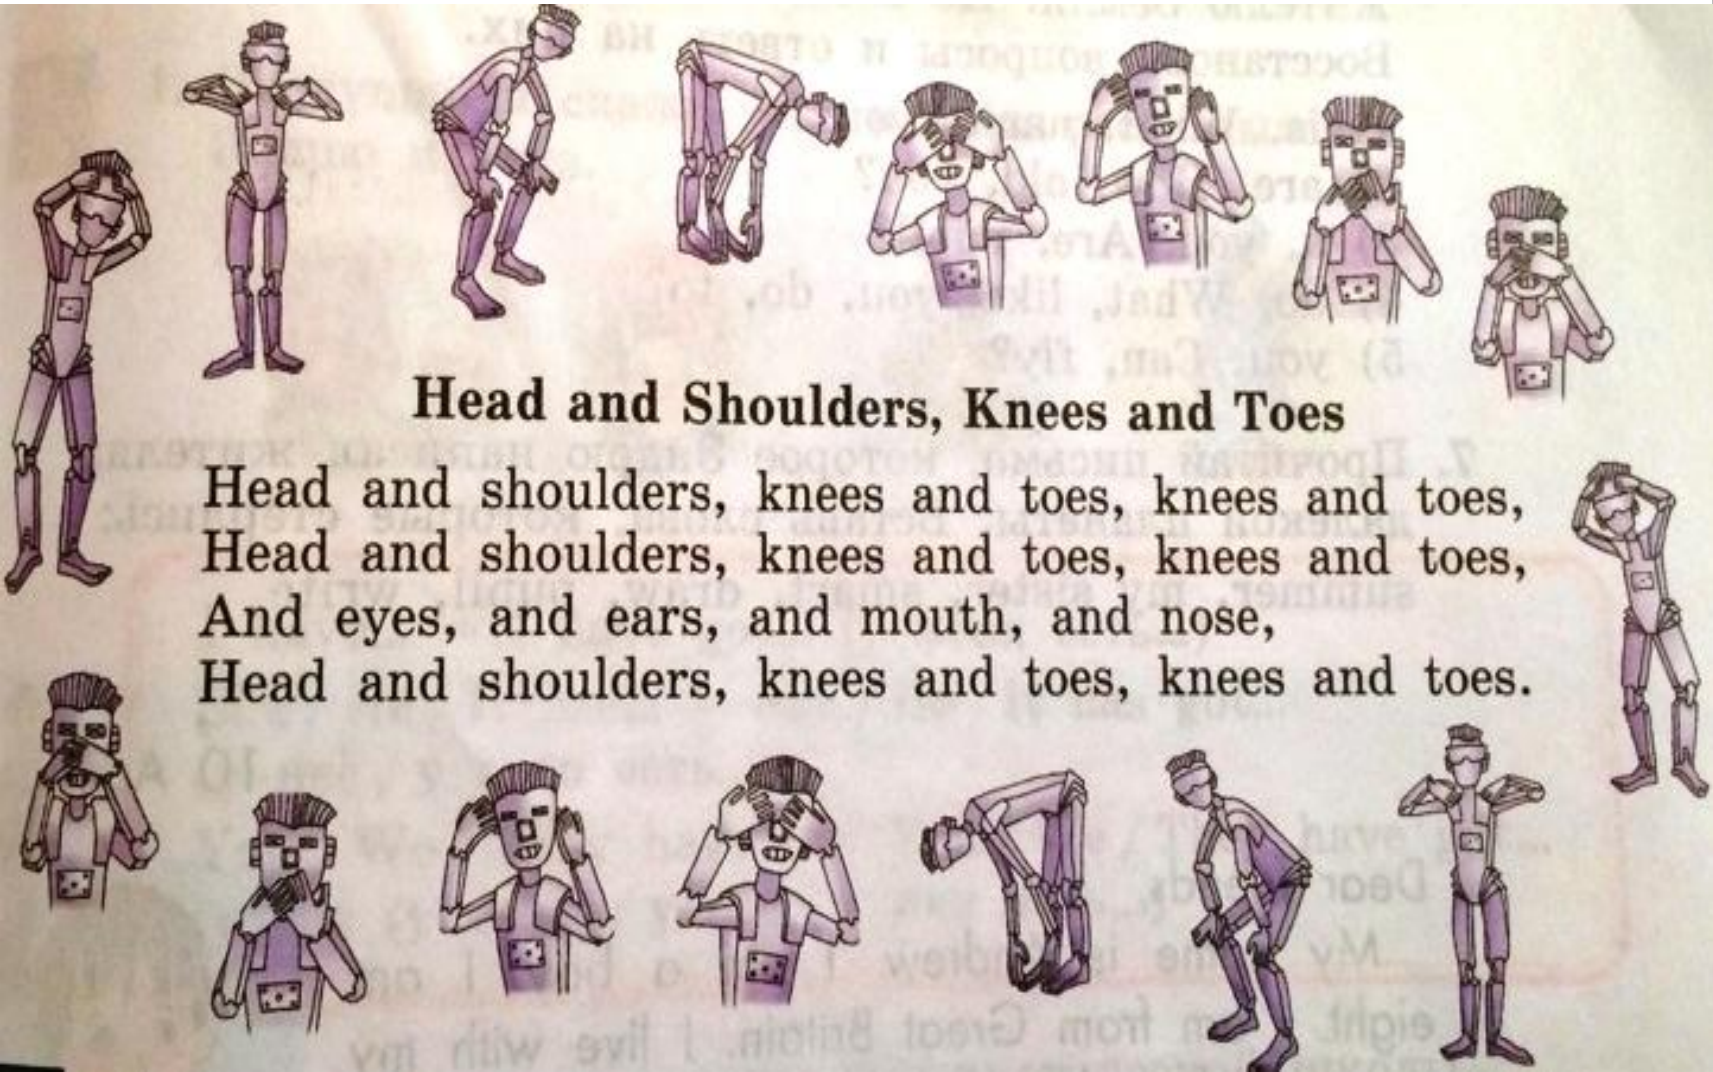 Head and Shoulders, Knees and Toes
Head and shoulders, knees and toes, knees and toes,
Head and shoulders, knees and toes, knees and toes,
And eyes, and ears, and mouth, and nose,
Head and shoulders, knees and toes, knees and toes.